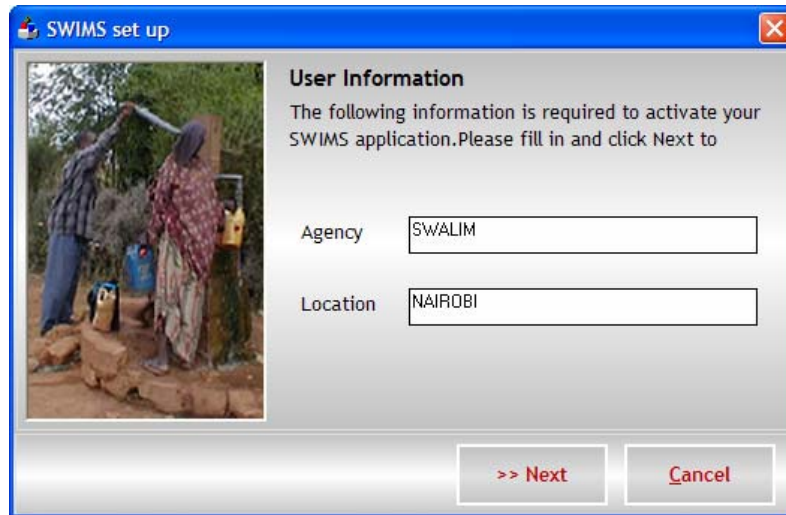 SWIMS set up
User Information
The following information is required to activate your
SWIMS application.Please fill in and click Next to
Agency SWALIM
Location NAIROBI
>> Next Cancel